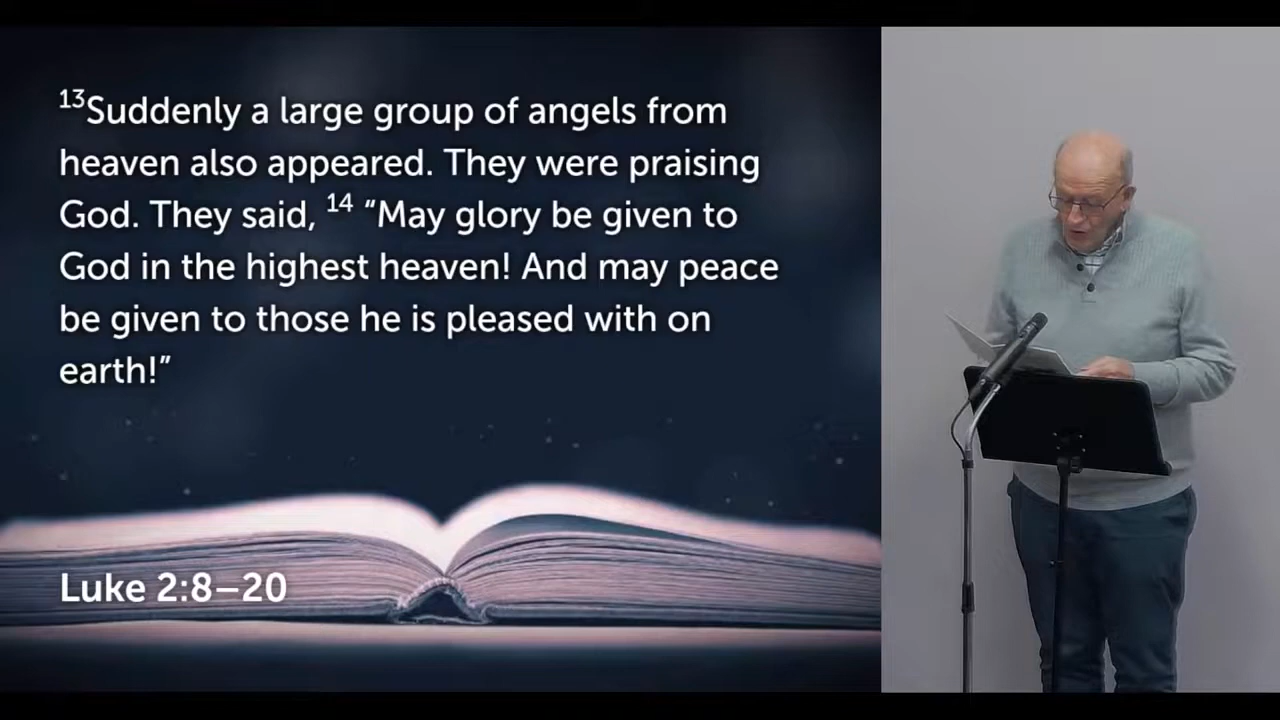 ¹³Suddenly a large group of angels from
heaven also appeared. They were praising
God. They said, ¹⁴ “May glory be given to
God in the highest heaven! And may peace
be given to those he is pleased with on
earth!”
Luke 2:8–20